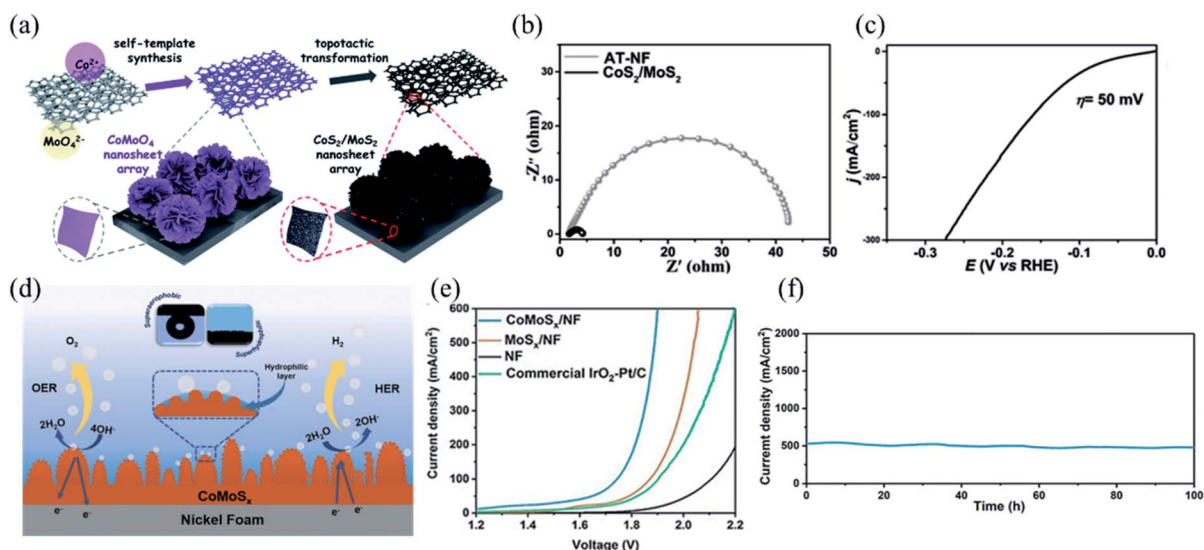 (a)
self-template
synthesis
topotactic
transformation
Co²⁺
MoO₄²⁻
CoMoO₄
nanosheet
array
CoS₂/MoS₂
nanosheet
array
(b)
AT-NF
CoS₂/MoS₂
-Z″ (ohm)
30
20
10
0
0 10 20 30 40 50
Z′ (ohm)
(c)
η= 50 mV
j (mA/cm²)
0
-100
-200
-300
-0.3 -0.2 -0.1 0.0
E (V vs RHE)
(d)
Superaerophobic
Superhydrophilic
O₂
H₂
OER
HER
Hydrophilic
layer
2H₂O
4OH⁻
2H₂O
2OH⁻
CoMoSₓ
e⁻
e⁻
e⁻
e⁻
Nickel Foam
(e)
CoMoSₓ/NF
MoSₓ/NF
NF
Commercial IrO₂-Pt/C
Current density (mA/cm²)
600
500
400
300
200
100
0
1.2 1.4 1.6 1.8 2.0 2.2
Voltage (V)
(f)
Current density (mA/cm²)
2000
1500
1000
500
0
0 20 40 60 80 100
Time (h)